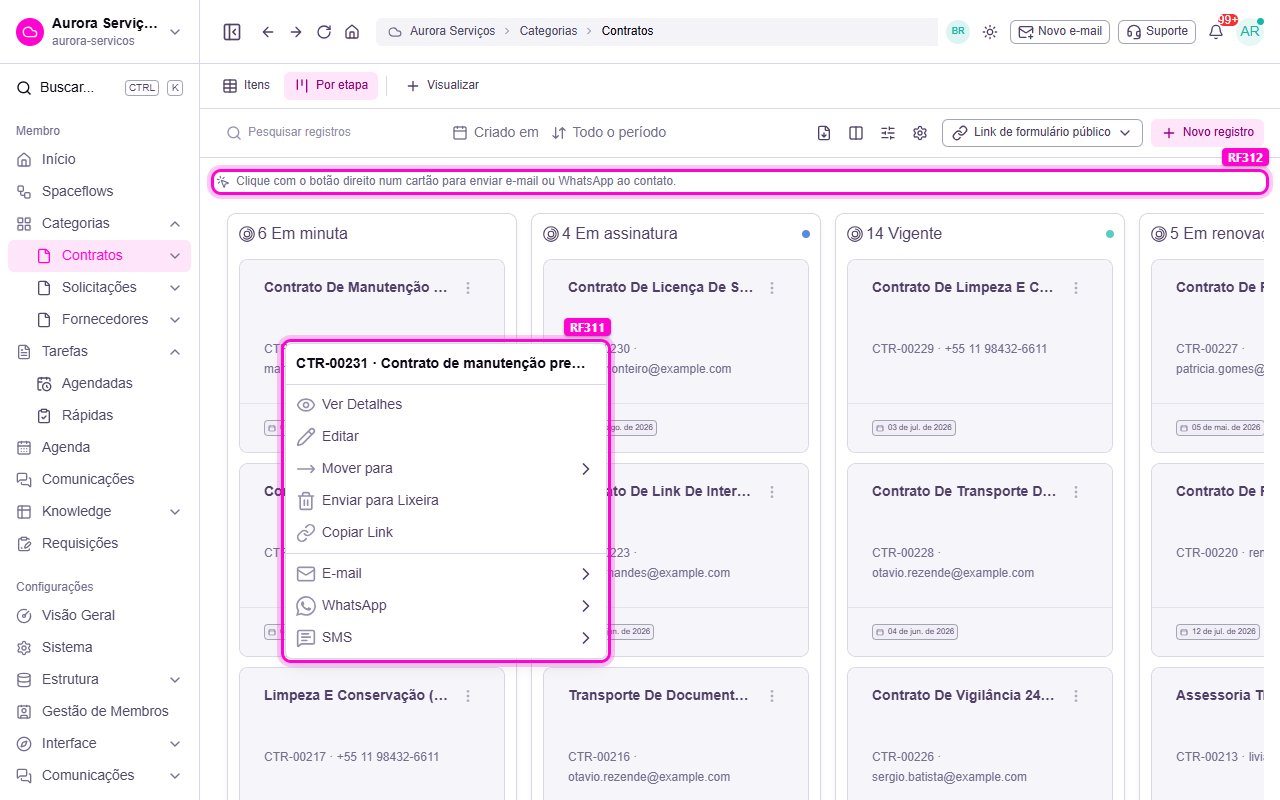 Aurora Serviç...
aurora-servicos
Buscar...
CTRL
K
Membro
Início
Spaceflows
Categorias
Contratos
Solicitações
Fornecedores
Tarefas
Agendadas
Rápidas
Agenda
Comunicações
Knowledge
Requisições
Configurações
Visão Geral
Sistema
Estrutura
Gestão de Membros
Interface
Comunicações
Aurora Serviços
Categorias
Contratos
BR
Novo e-mail
Suporte
99+
AR
Itens
Por etapa
Visualizar
Pesquisar registros
Criado em
Todo o período
Link de formulário público
Novo registro
RF312
Clique com o botão direito num cartão para enviar e-mail ou WhatsApp ao contato.
6 Em minuta
Contrato De Manutenção ...
RF311
CTR-00231 · Contrato de manutenção pre...
Ver Detalhes
Editar
Mover para
Enviar para Lixeira
Copiar Link
E-mail
WhatsApp
SMS
Limpeza E Conservação (...
CTR-00217 · +55 11 98432-6611
4 Em assinatura
Contrato De Licença De S...
230 ·
onteiro@example.com
go. de 2026
to De Link De Inter...
223 ·
nandes@example.com
n. de 2026
Transporte De Document...
CTR-00216 ·
otavio.rezende@example.com
14 Vigente
Contrato De Limpeza E C...
CTR-00229 · +55 11 98432-6611
03 de jul. de 2026
Contrato De Transporte D...
CTR-00228 ·
otavio.rezende@example.com
04 de jun. de 2026
Contrato De Vigilância 24...
CTR-00226 ·
sergio.batista@example.com
5 Em renovaç
Contrato De F
CTR-00227 ·
patricia.gomes@
05 de mai. de 2026
Contrato De F
CTR-00220 · ren
12 de jul. de 2026
Assessoria T
CTR-00213 · livi